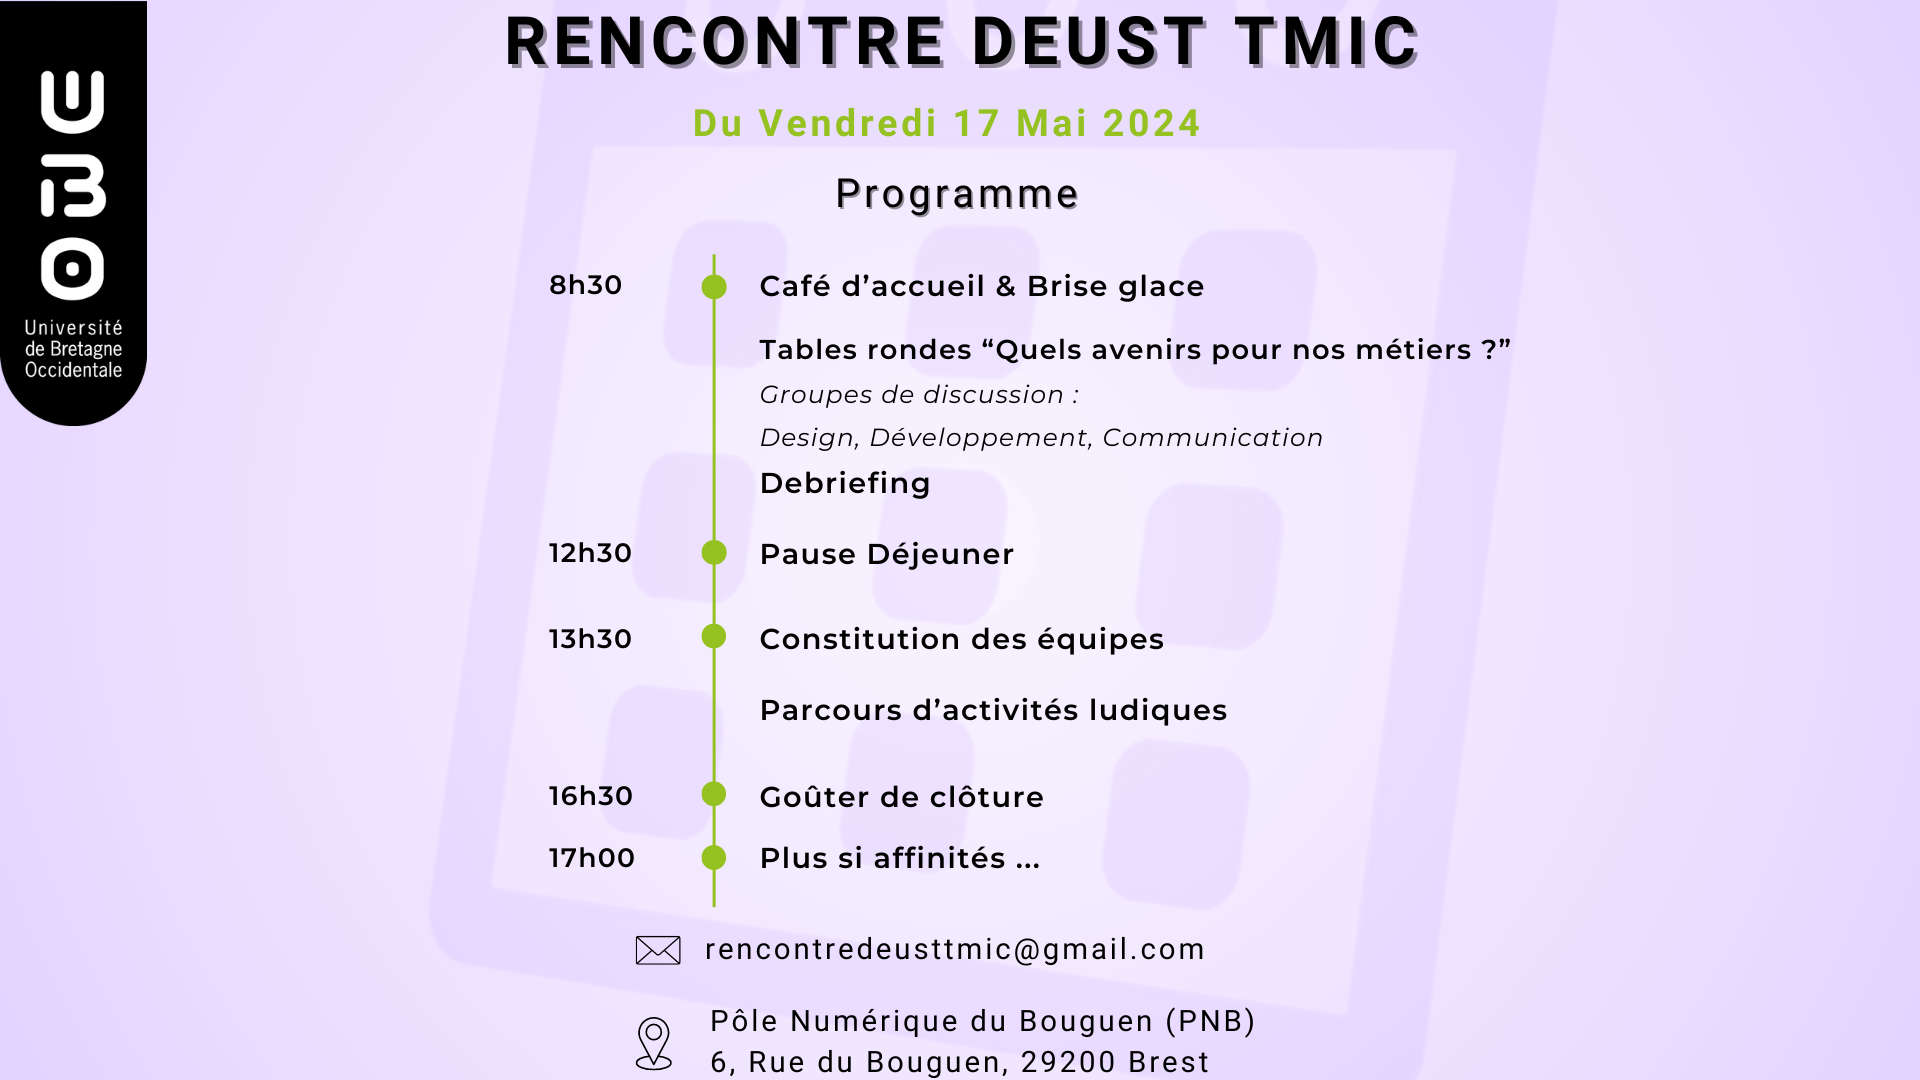 RENCONTRE DEUST TMIC
Du Vendredi 17 Mai 2024
Programme
UBO
Université
de Bretagne
Occidentale
8h30 Café d’accueil & Brise glace
Tables rondes “Quels avenirs pour nos métiers ?”
Groupes de discussion :
Design, Développement, Communication
Debriefing
12h30 Pause Déjeuner
13h30 Constitution des équipes
Parcours d’activités ludiques
16h30 Goûter de clôture
17h00 Plus si affinités ...
rencontredeusttmic@gmail.com
Pôle Numérique du Bouguen (PNB)
6, Rue du Bouguen, 29200 Brest